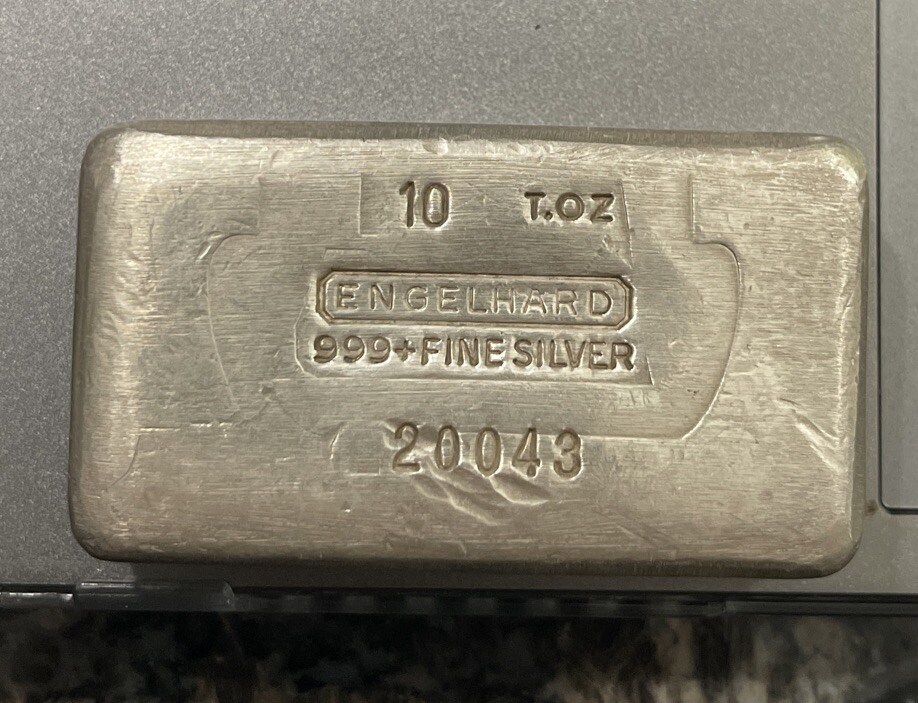 10 T.OZ
ENGELHARD
999+FINE SILVER
20043